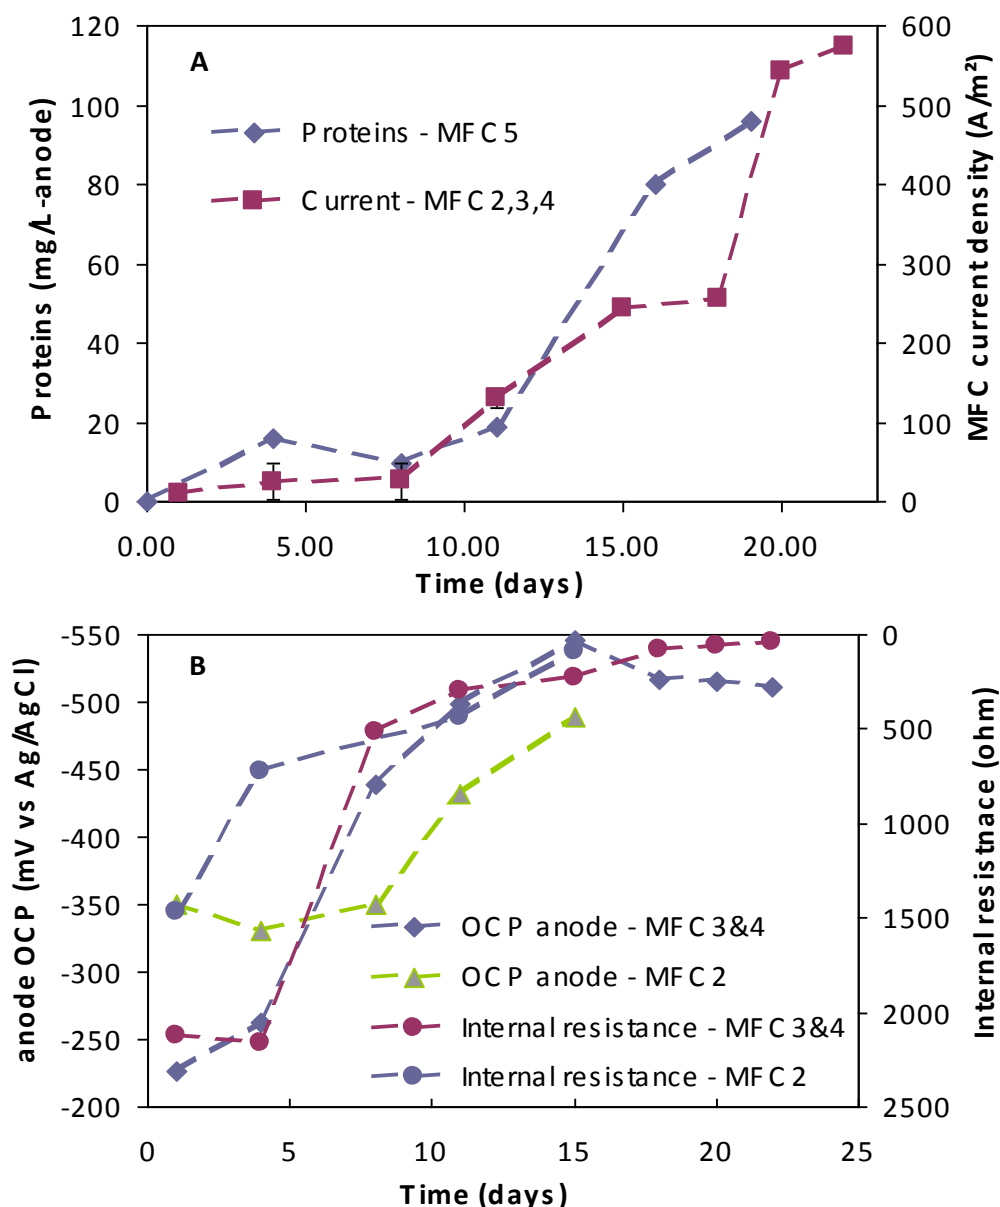 A
Proteins - MFC 5
Current - MFC 2,3,4
Proteins (mg/L-anode)
MFC current density (A/m²)
120
100
80
60
40
20
0
600
500
400
300
200
100
0
0.00 5.00 10.00 15.00 20.00
Time (days)
B
anode OCP (mV vs Ag/AgCl)
Internal resistnace (ohm)
-550
-500
-450
-400
-350
-300
-250
-200
0
500
1000
1500
2000
2500
OCP anode - MFC 3&4
OCP anode - MFC 2
Internal resistance - MFC 3&4
Internal resistance - MFC 2
0 5 10 15 20 25
Time (days)